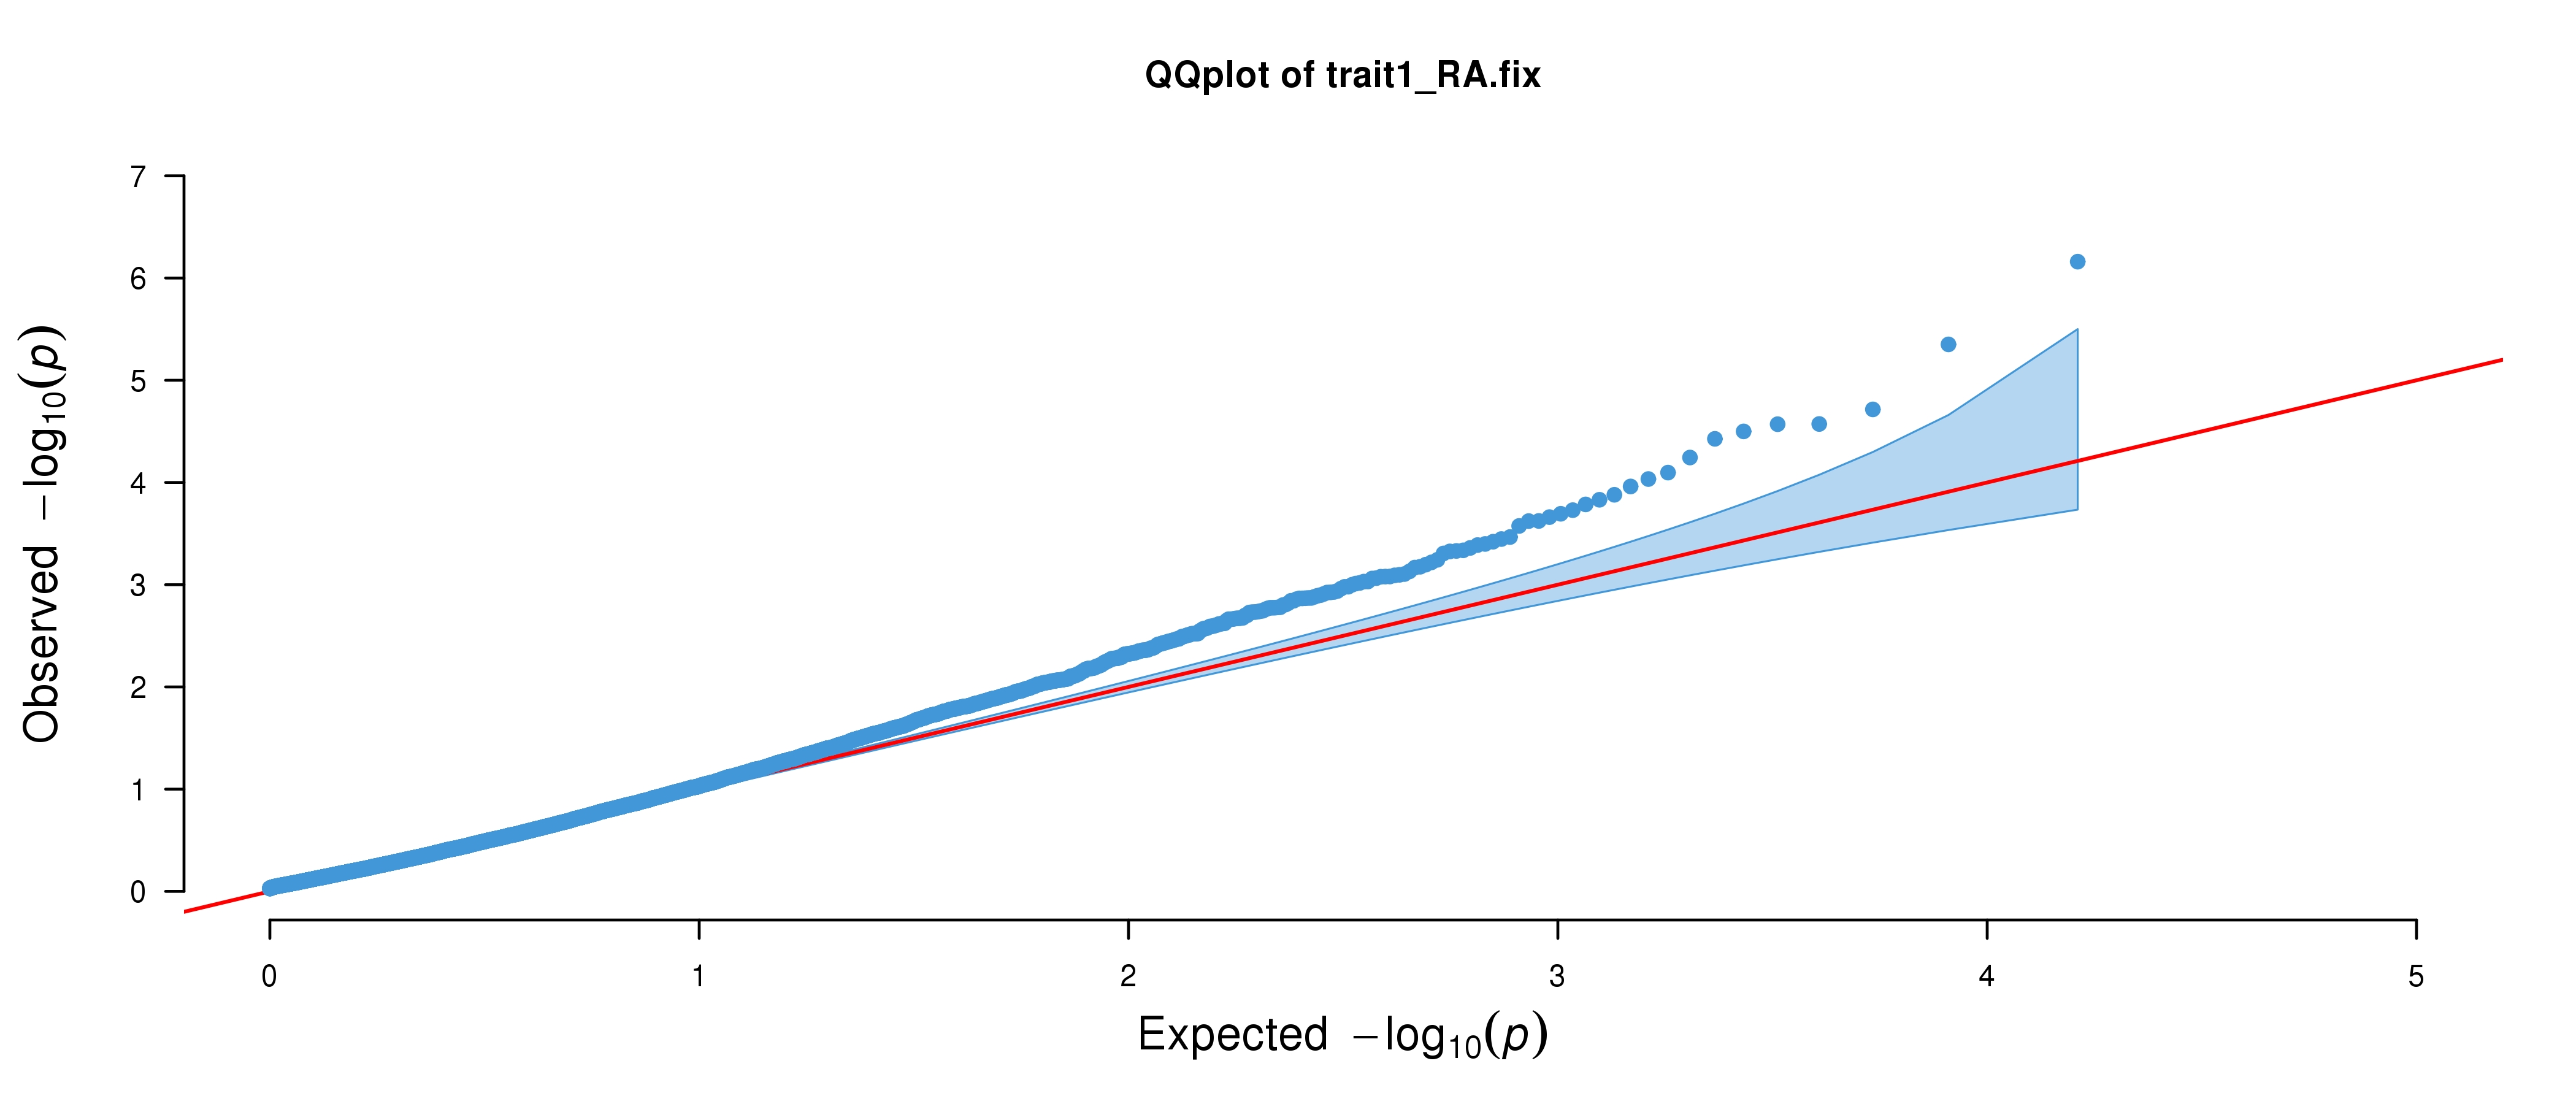 QQplot of trait1_RA.fix
7
6
5
4
3
2
1
0
Observed −log10(p)
0 1 2 3 4 5
Expected −log10(p)